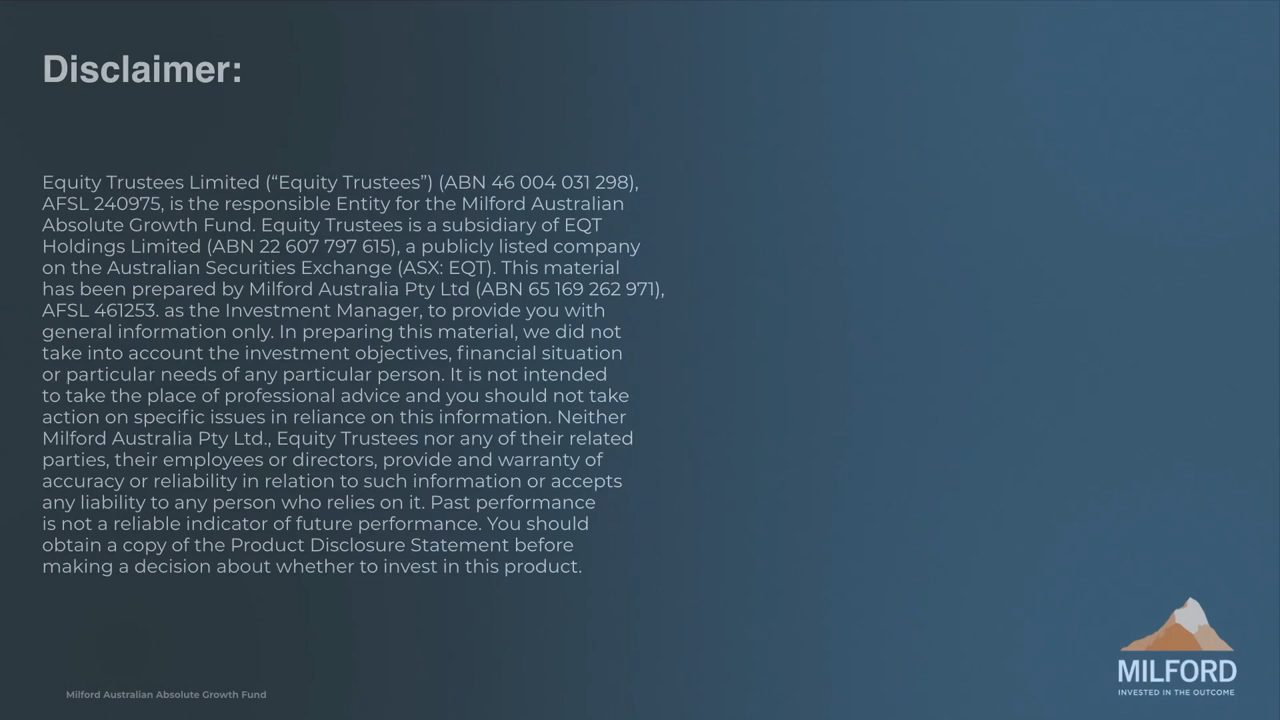 Disclaimer:
Equity Trustees Limited (“Equity Trustees”) (ABN 46 004 031 298),
AFSL 240975, is the responsible Entity for the Milford Australian
Absolute Growth Fund. Equity Trustees is a subsidiary of EQT
Holdings Limited (ABN 22 607 797 615), a publicly listed company
on the Australian Securities Exchange (ASX: EQT). This material
has been prepared by Milford Australia Pty Ltd (ABN 65 169 262 971),
AFSL 461253. as the Investment Manager, to provide you with
general information only. In preparing this material, we did not
take into account the investment objectives, financial situation
or particular needs of any particular person. It is not intended
to take the place of professional advice and you should not take
action on specific issues in reliance on this information. Neither
Milford Australia Pty Ltd., Equity Trustees nor any of their related
parties, their employees or directors, provide and warranty of
accuracy or reliability in relation to such information or accepts
any liability to any person who relies on it. Past performance
is not a reliable indicator of future performance. You should
obtain a copy of the Product Disclosure Statement before
making a decision about whether to invest in this product.
MILFORD
INVESTED IN THE OUTCOME
Milford Australian Absolute Growth Fund